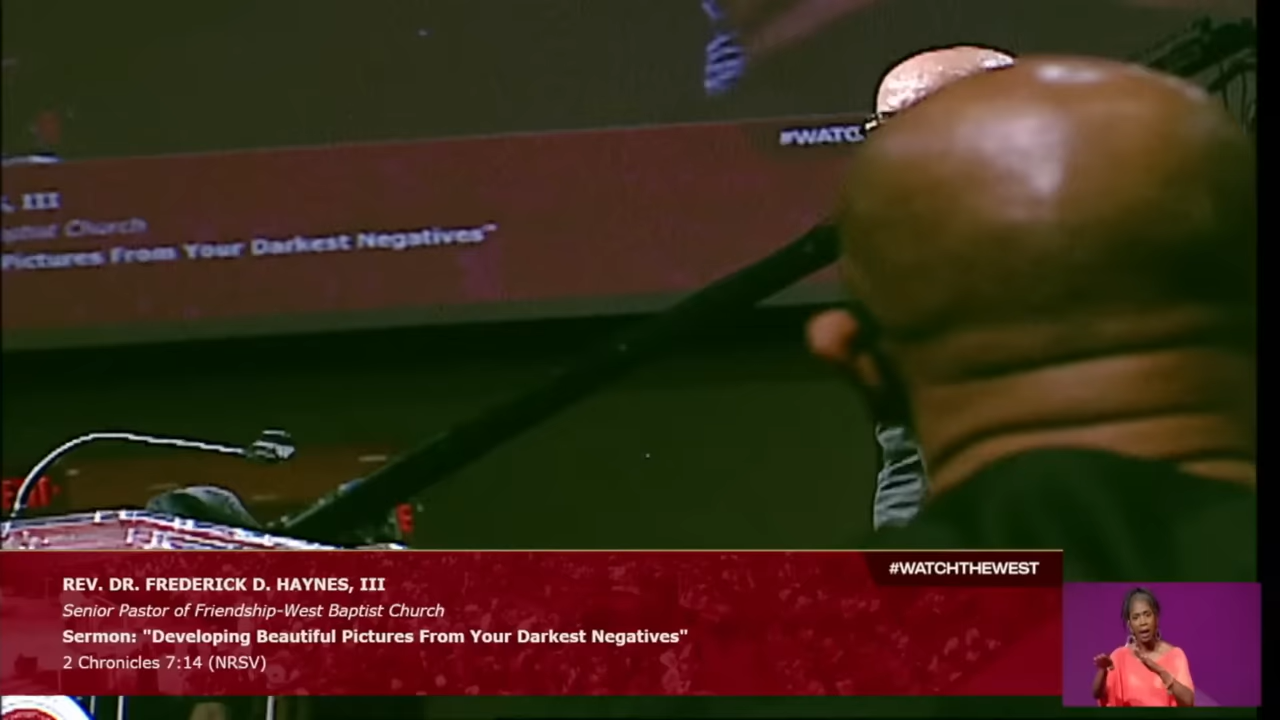 #WATC
, III
Church
Pictures From Your Darkest Negatives"
#WATCHTHEWEST
REV. DR. FREDERICK D. HAYNES, III
Senior Pastor of Friendship-West Baptist Church
Sermon: "Developing Beautiful Pictures From Your Darkest Negatives"
2 Chronicles 7:14 (NRSV)